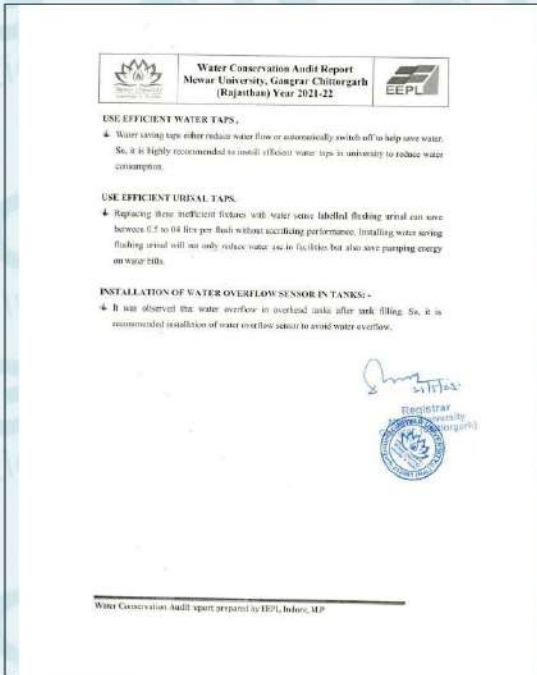 Water Conservation Audit Report
Mewar University, Gangrar Chittorgarh
(Rajasthan) Year 2021-22
EEPL
USE EFFICIENT WATER TAPS.
Water saving taps either reduce water flow or automatically switch off to help save water.
So, it is highly recommended to install efficient water taps in university to reduce water
consumption.
USE EFFICIENT URINAL TAPS.
Replacing these inefficient fixtures with water sense labelled flushing urinal can save
between 0.5 to 04 litre per flush without sacrificing performance. Installing water saving
flushing urinal will not only reduce water use in facilities but also save pumping energy
on water bills.
INSTALLATION OF WATER OVERFLOW SENSOR IN TANKS: -
It was observed that water overflow in overhead tanks after tank filling. So, it is
recommended installation of water overflow sensor to avoid water overflow.
Registrar
Water Conservation Audit report prepared by EEPL, Indore, M.P